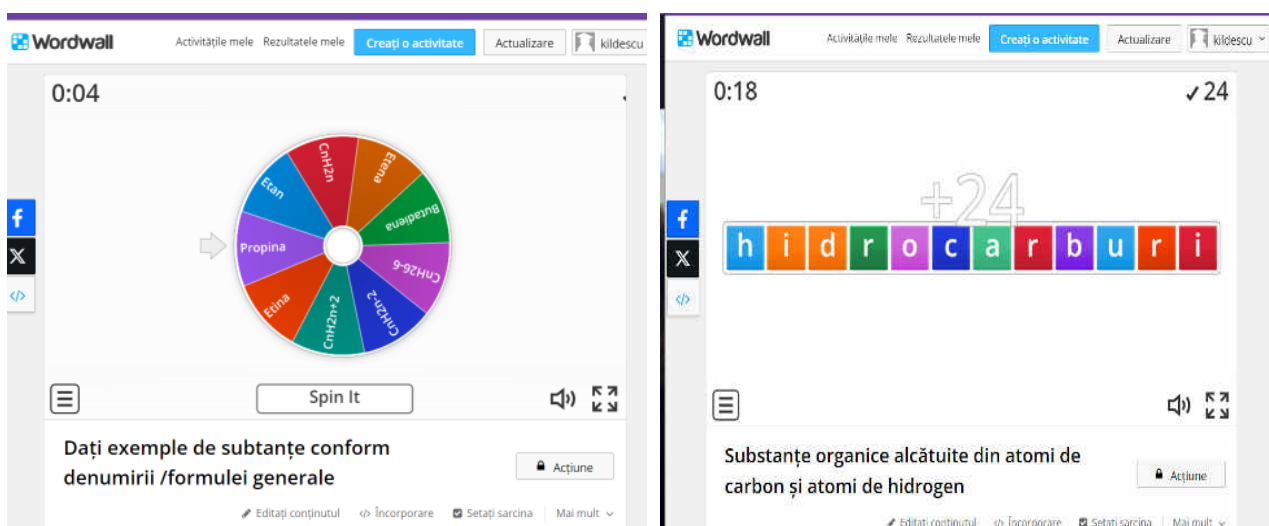 Wordwall
Activitățile mele Rezultatele mele Creați o activitate Actualizare kildescu
0:04
CnH2n
Etena
Butadiena
CnH26-6
CnH2n-2
CnH2n+2
Etina
Propina
Etan
Spin It
Dați exemple de subtanțe conform
denumirii /formulei generale
Acțiune
Editați conținutul </> Încorporare Setați sarcina Mai mult
</>
Wordwall
Activitățile mele Rezultatele mele Creați o activitate Actualizare kildescu
0:18 ✓ 24
+24
h i d r o c a r b u r i
Substanțe organice alcătuite din atomi de
carbon și atomi de hidrogen
Acțiune
Editați conținutul </> Încorporare Setați sarcina Mai mult
</>